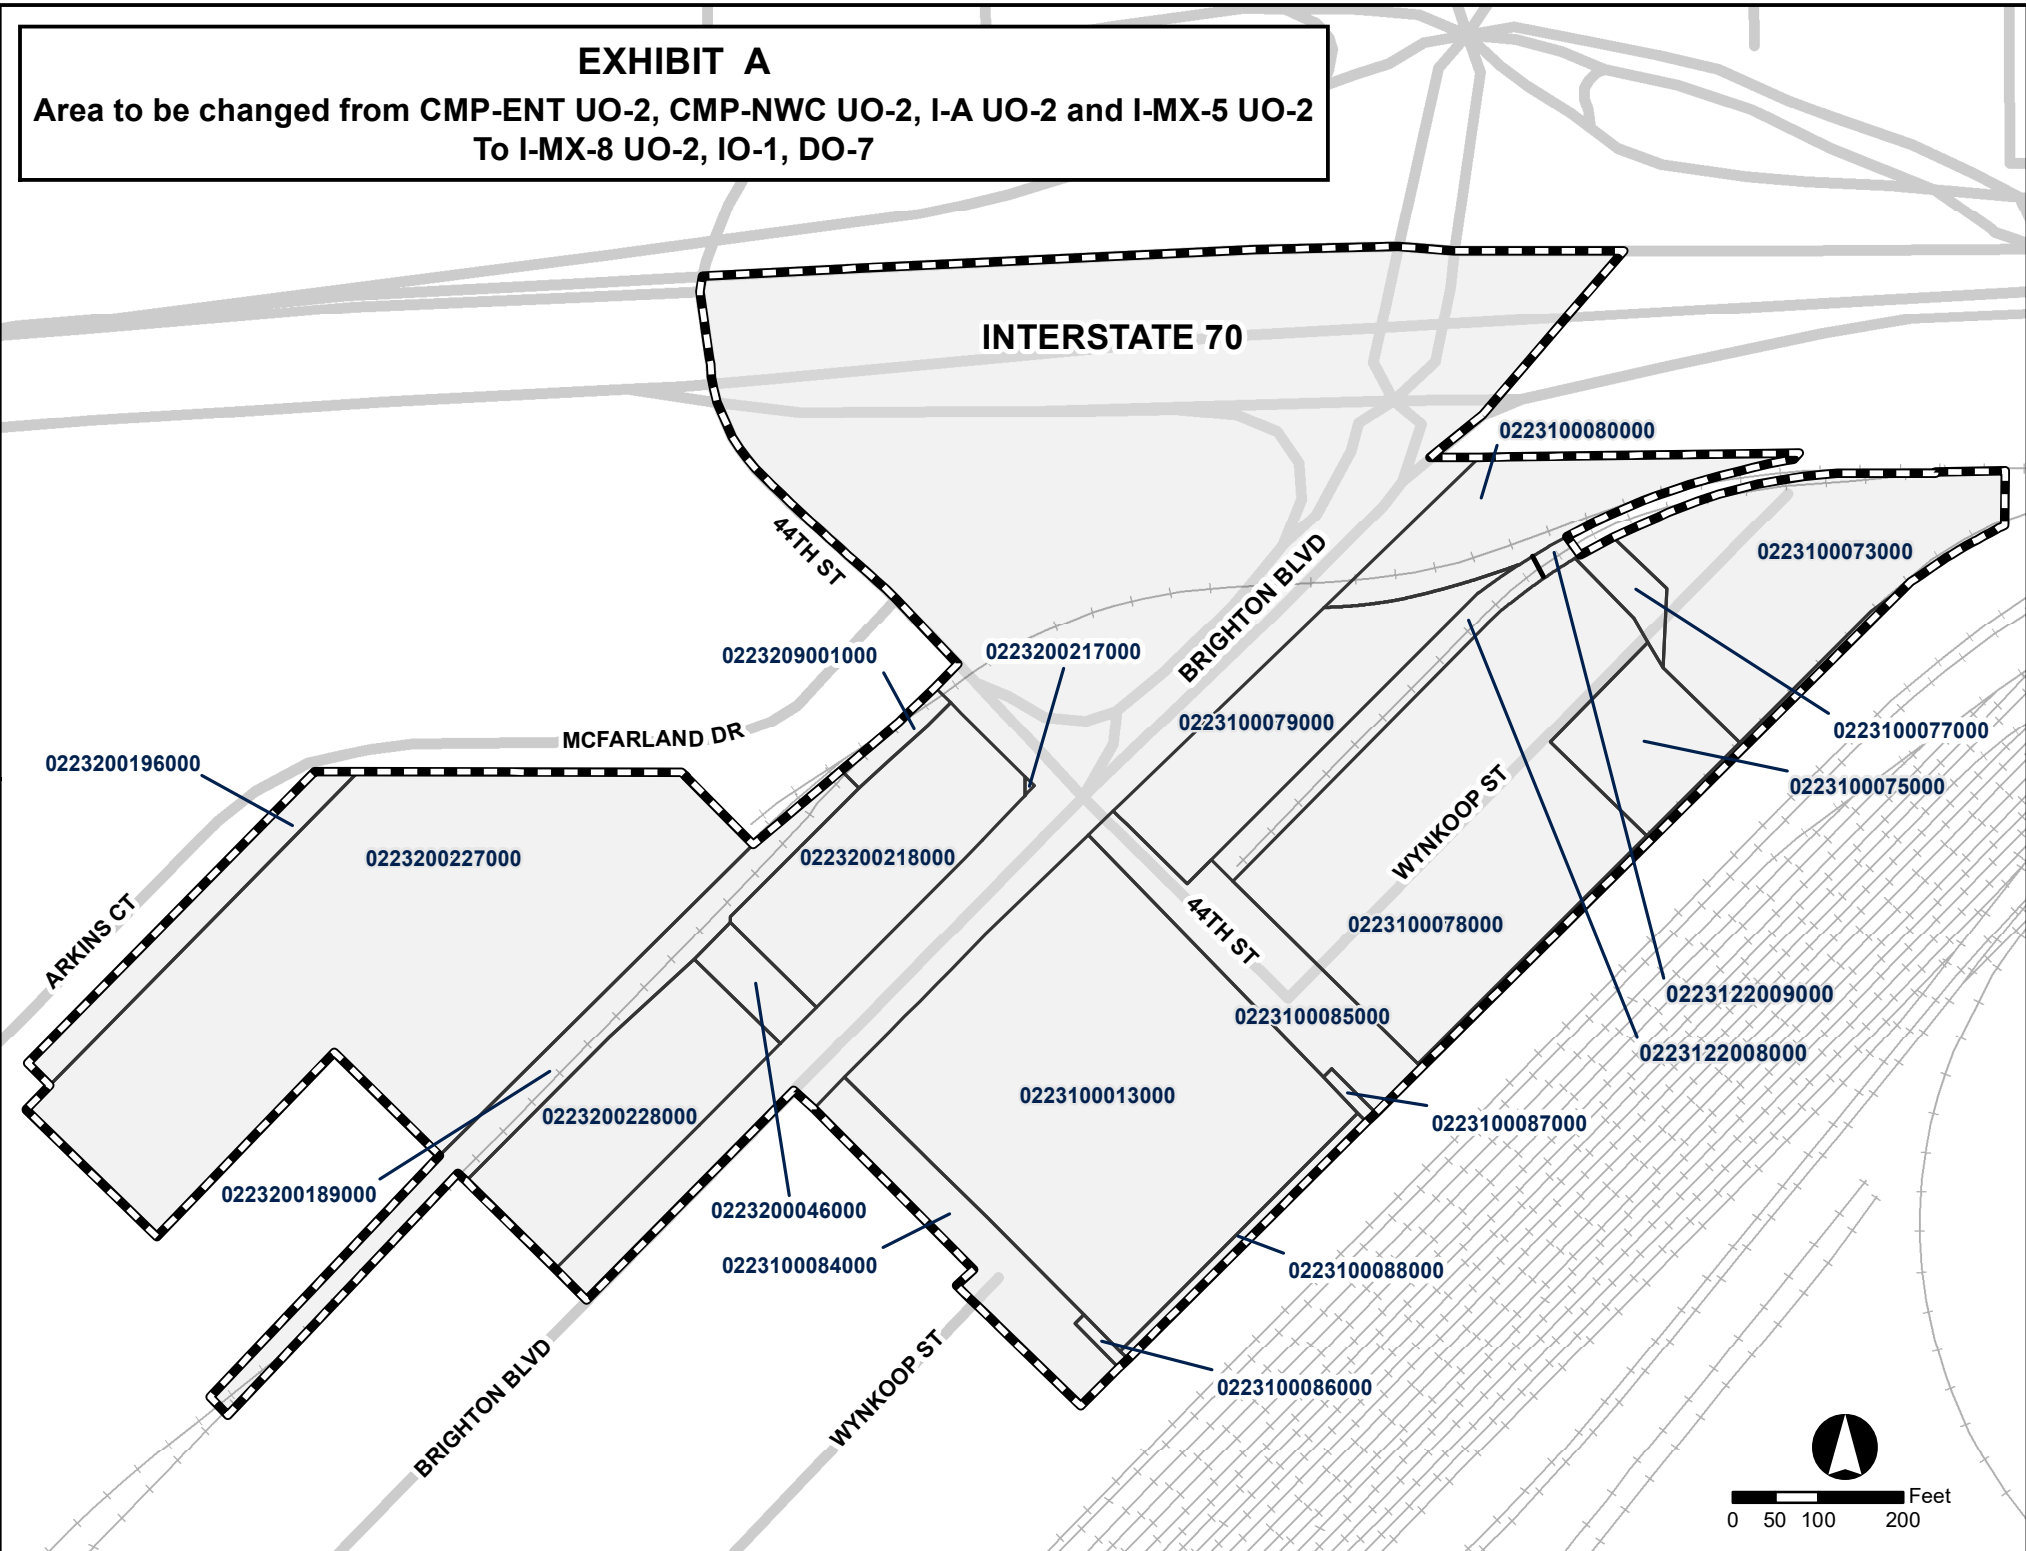 EXHIBIT A
Area to be changed from CMP-ENT UO-2, CMP-NWC UO-2, I-A UO-2 and I-MX-5 UO-2
To I-MX-8 UO-2, IO-1, DO-7
INTERSTATE 70
0223100080000
44TH ST
BRIGHTON BLVD
0223100073000
0223209001000
0223200217000
0223100079000
MCFARLAND DR
0223100077000
0223200196000
0223100075000
WYNKOOP ST
0223200227000
0223200218000
ARKINS CT
44TH ST
0223100078000
0223122009000
0223100085000
0223122008000
0223100013000
0223200228000
0223100087000
0223200189000
0223200046000
0223100084000
0223100088000
BRIGHTON BLVD
WYNKOOP ST
0223100086000
Feet
0 50 100 200